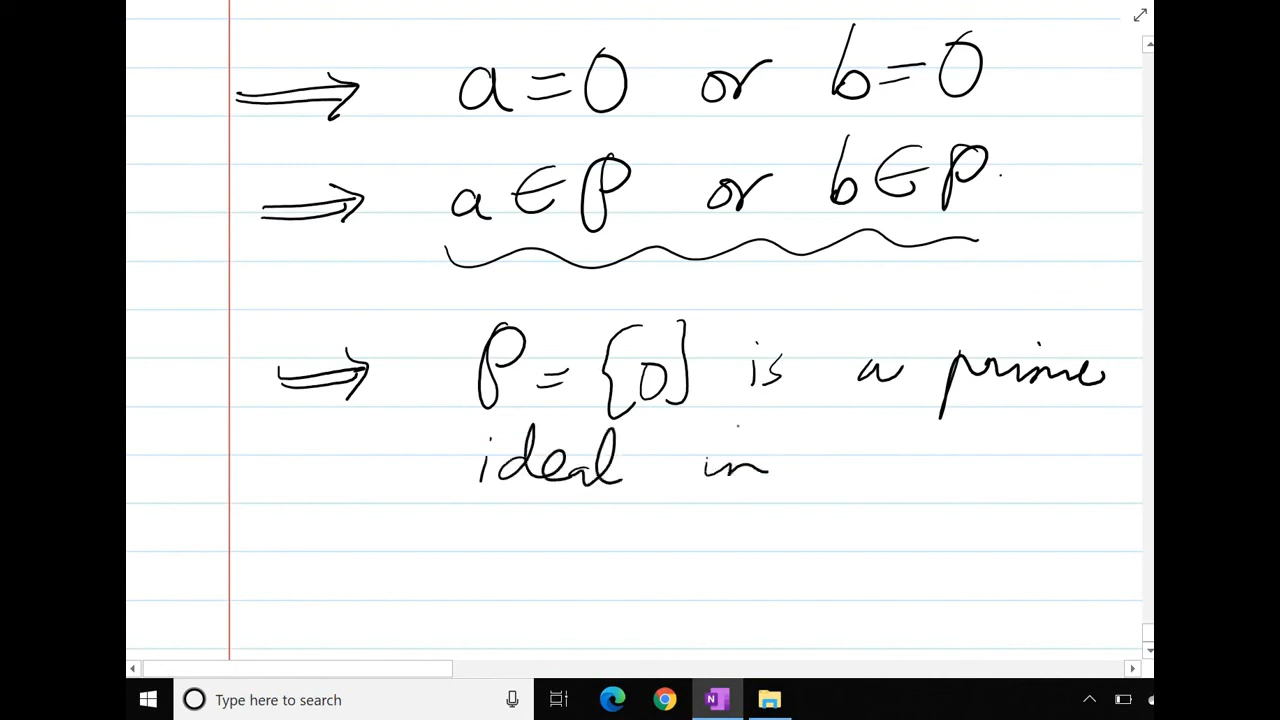 ⟹ a = 0 or b = 0
⟹ a ∈ P or b ∈ P.
⟹ P = {0} is a prime
ideal in
Type here to search